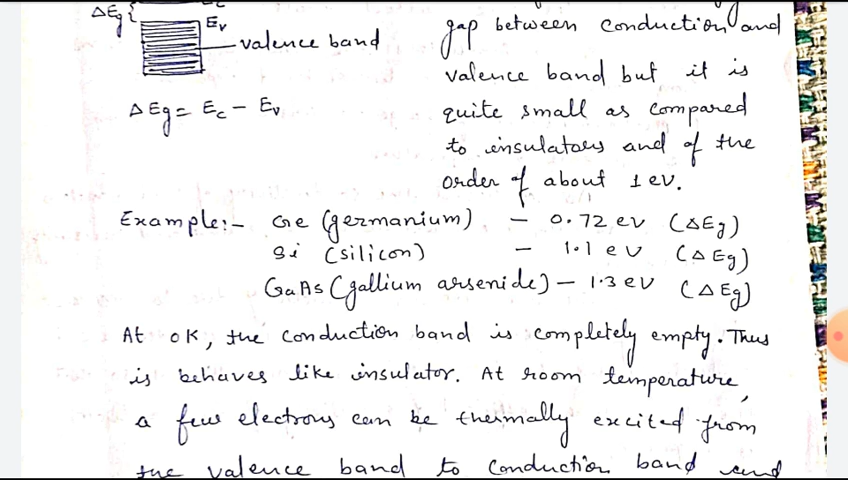 ΔEg{
Ev
valence band
ΔEg = Ec - Ev
gap between conduction and
valence band but it is
quite small as compared
to insulators and of the
order of about 1 ev.
Example:- Ge (germanium) - 0.72 ev (ΔEg)
Si (silicon) - 1.1 ev (ΔEg)
GaAs (gallium arsenide) - 1.3 ev (ΔEg)
At 0K, the conduction band is completely empty. Thus
is behaves like insulator. At room temperature,
a few electrons can be thermally excited from
the valence band to conduction band and